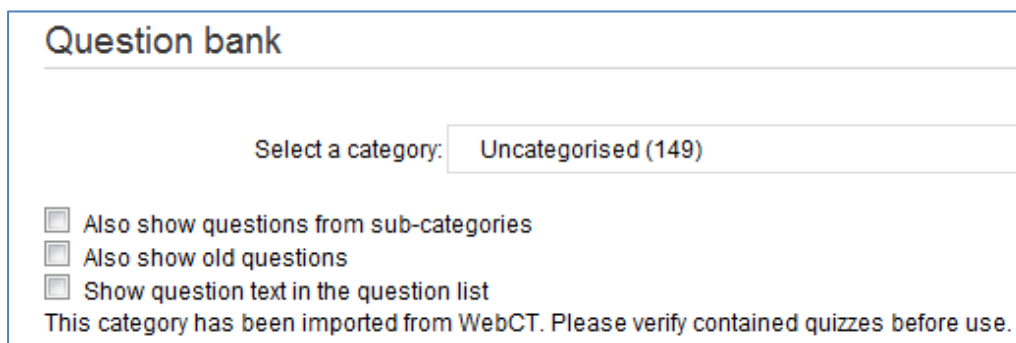 Question bank
Select a category: Uncategorised (149)
Also show questions from sub-categories
Also show old questions
Show question text in the question list
This category has been imported from WebCT. Please verify contained quizzes before use.